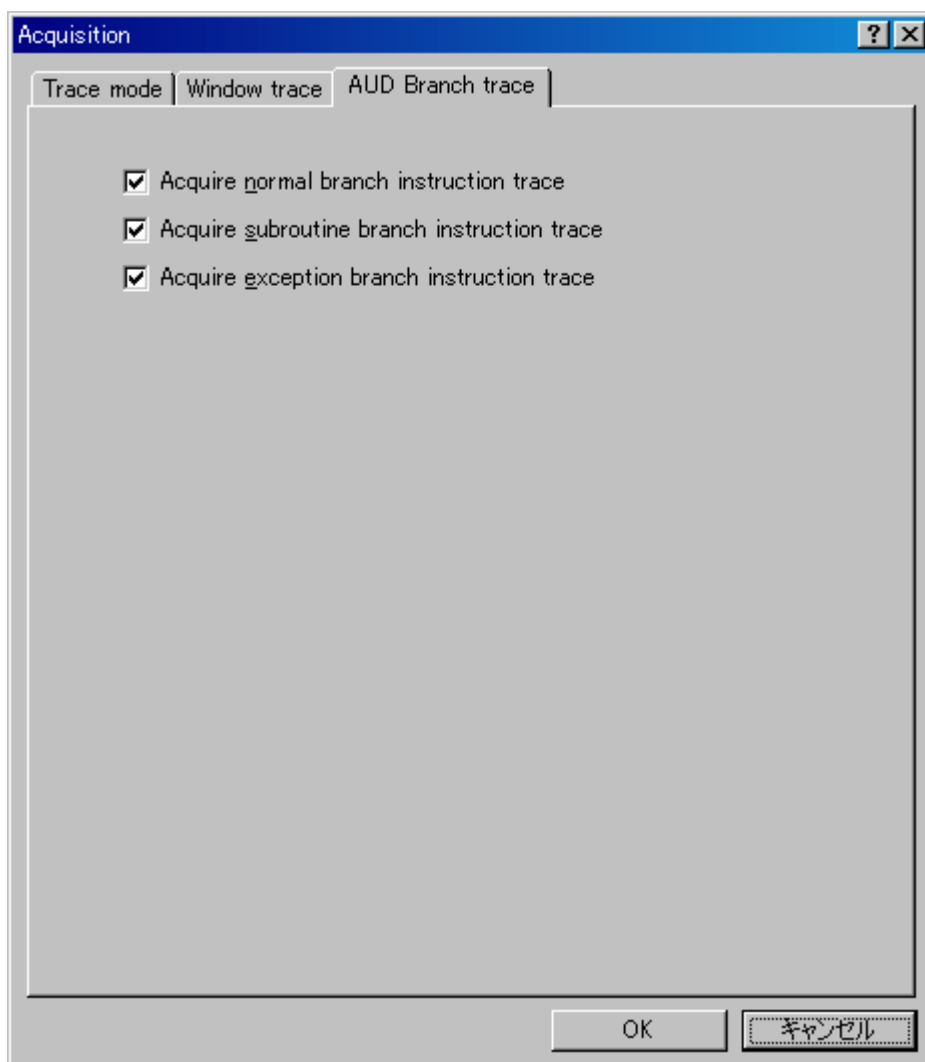 Acquisition
Trace mode
Window trace
AUD Branch trace
Acquire normal branch instruction trace
Acquire subroutine branch instruction trace
Acquire exception branch instruction trace
OK
キャンセル